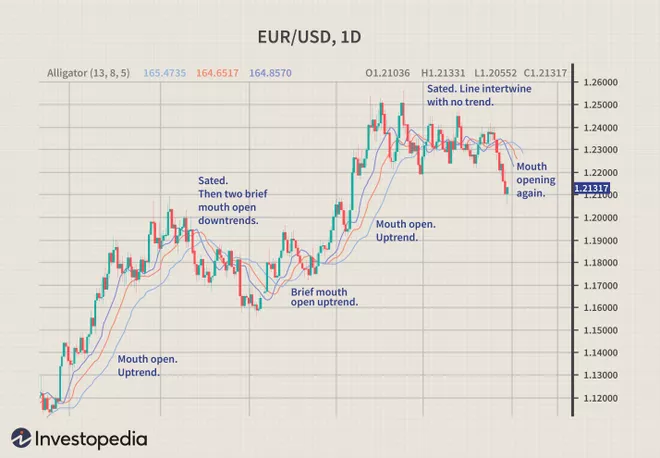 EUR/USD, 1D
Alligator (13, 8, 5) 165.4735 164.6517 164.8570 O1.21036 H1.21331 L1.20552 C1.21317
1.26000
Sated. Line intertwine
with no trend.
1.25000
1.24000
1.23000
Mouth
opening
again.
1.22000
1.21317
1.21000
Sated.
Then two brief
mouth open
downtrends.
1.20000
Mouth open.
Uptrend.
1.19000
1.18000
1.17000
Brief mouth
open uptrend.
1.16000
1.15000
Mouth open.
Uptrend.
1.14000
1.13000
1.12000
Investopedia